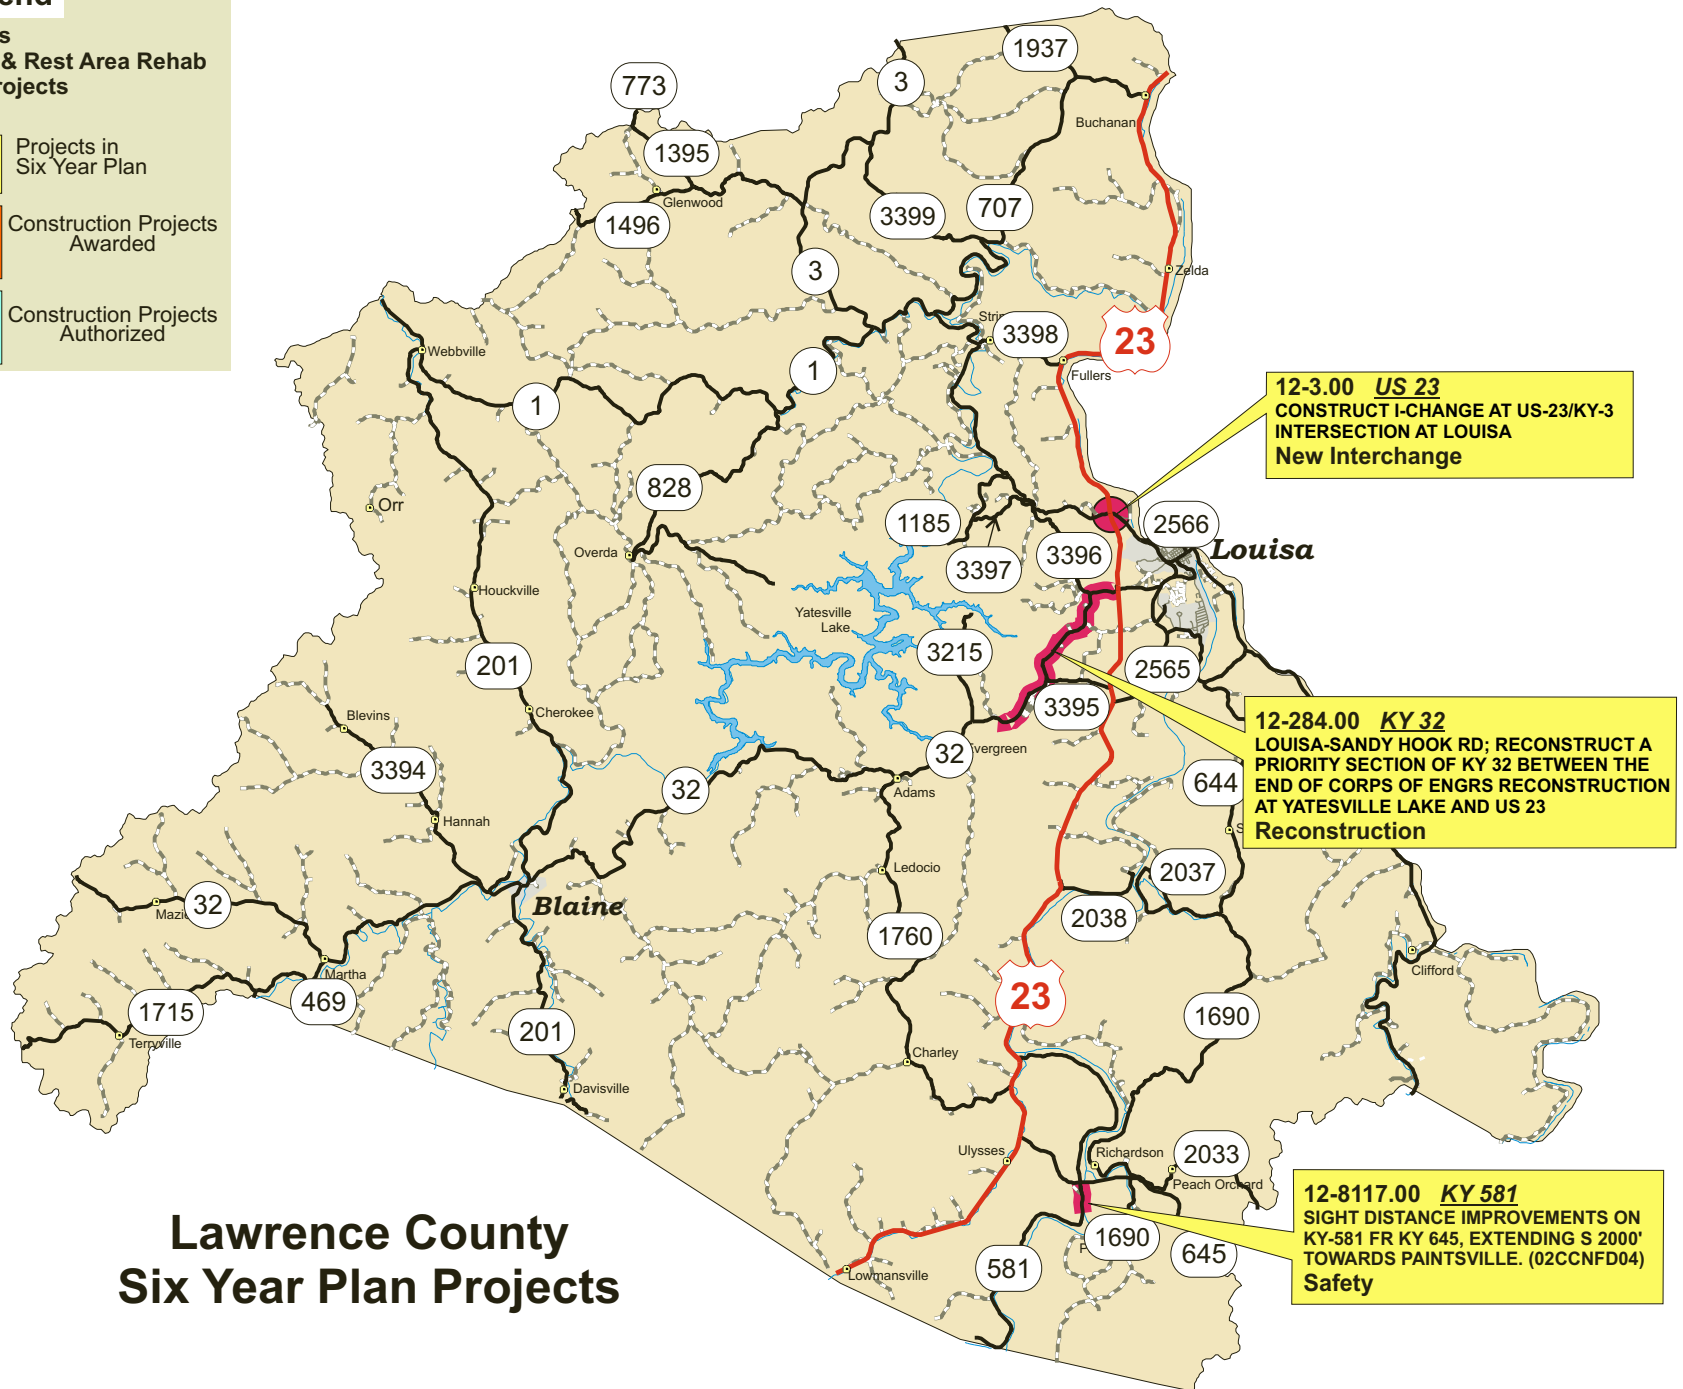 & Rest Area Rehab
Projects in
Six Year Plan
Construction Projects
Awarded
Construction Projects
Authorized
773
1395
1496
Glenwood
3
1937
Buchanan
3399
707
3
Zelda
3398
23
Fullers
Webbville
1
1
828
Orr
Overda
Houckville
1185
3397
3396
2566
Louisa
12-3.00 US 23
CONSTRUCT I-CHANGE AT US-23/KY-3
INTERSECTION AT LOUISA
New Interchange
Yatesville
Lake
3215
201
Cherokee
Blevins
3394
Hannah
2565
3395
32
32
Adams
12-284.00 KY 32
LOUISA-SANDY HOOK RD; RECONSTRUCT A
PRIORITY SECTION OF KY 32 BETWEEN THE
END OF CORPS OF ENGRS RECONSTRUCTION
AT YATESVILLE LAKE AND US 23
Reconstruction
644
Ledocio
2037
2038
Blaine
32
Martha
469
1715
Terryville
1760
23
201
Davisville
Charley
1690
Clifford
Ulysses
Richardson
2033
Peach Orchard
1690
645
581
Lowmansville
12-8117.00 KY 581
SIGHT DISTANCE IMPROVEMENTS ON
KY-581 FR KY 645, EXTENDING S 2000'
TOWARDS PAINTSVILLE. (02CCNFD04)
Safety
Lawrence County
Six Year Plan Projects